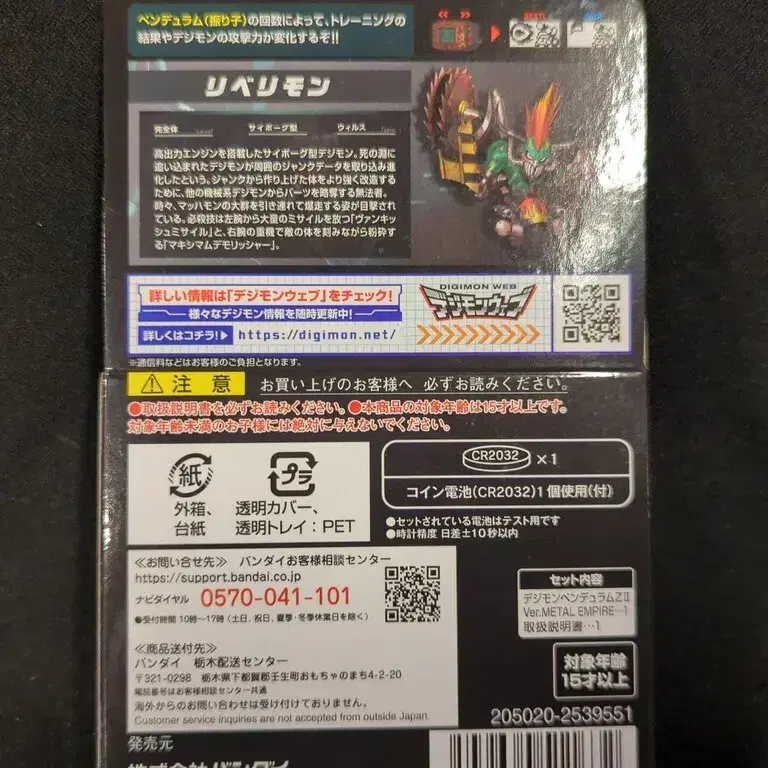 ペンデュラム(振り子)の回数によって、トレーニングの
結果やデジモンの攻撃力が変化するぞ!!
リベリモン
完全体 Level サイボーグ型 ウィルス Type
高出力エンジンを搭載したサイボーグ型デジモン。死の淵に
追い込まれたデジモンが周囲のジャンクデータを取り込み進
化したという。ジャンクから作り上げた体をより強く改造する
ために、他の機械系デジモンからパーツを略奪する無法者。
時々、マッハモンの大群を引き連れて爆走する姿が目撃され
ている。必殺技は左腕から大量のミサイルを放つ「ヴァンキッ
シュミサイル」と、右腕の重機で敵の体を刻みながら粉砕す
る「マキシマムデモリッシャー」。
詳しい情報は「デジモンウェブ」をチェック!
様々なデジモン情報を随時更新中!
詳しくはコチラ!▶ https://digimon.net/
DIGIMON WEB
デジモンウェブ
※通信料などはお客様のご負担となります。
注意 お買い上げのお客様へ 必ずお読みください。
●取扱説明書を必ずお読みください。●本商品の対象年齢は15才以上です。
対象年齢未満のお子様には絶対に与えないでください。
紙
外箱、
台紙
プラ
透明カバー、
透明トレイ:PET
CR2032 ×1
コイン電池(CR2032)1個使用(付)
●セットされている電池はテスト用です
●時計精度 日差±10秒以内
≪お問い合せ先≫ バンダイお客様相談センター
https://support.bandai.co.jp
ナビダイヤル 0570-041-101
●受付時間 10時〜17時(土、日、祝日、夏季・冬季休業日を除く)
≪商品送付先≫
バンダイ 栃木配送センター
〒321-0298 栃木県下都賀郡壬生町おもちゃのまち4-2-20
電話番号はお客様相談センター共通
海外からのお問い合わせは受け付けておりません。
Customer service inquiries are not accepted from outside Japan.
セット内容
デジモンペンデュラムZⅡ
Ver.METAL EMPIRE…1
取扱説明書…1
対象年齢
15才以上
205020-2539551
発売元
株式会社バンダイ